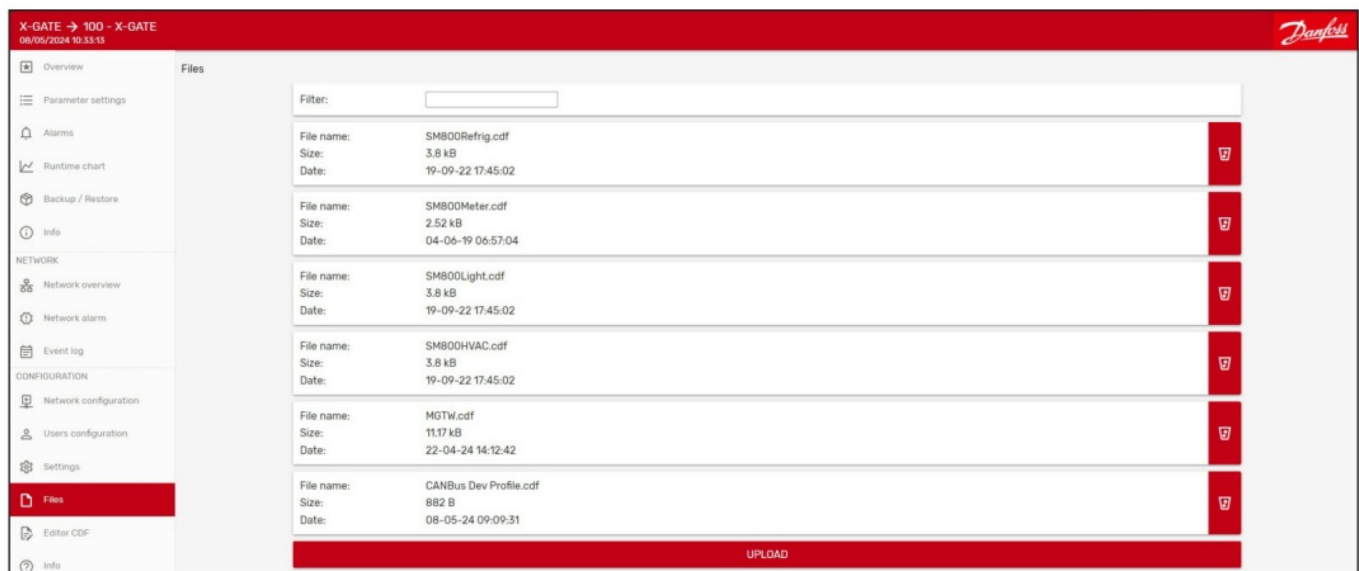 X-GATE → 100 - X-GATE
08/05/2024 10:33:13
Danfoss
Overview
Parameter settings
Alarms
Runtime chart
Backup / Restore
Info
NETWORK
Network overview
Network alarm
Event log
CONFIGURATION
Network configuration
Users configuration
Settings
Files
Editor CDF
Info
Files
Filter:
File name: SM800Refrig.cdf
Size: 3.8 kB
Date: 19-09-22 17:45:02
File name: SM800Meter.cdf
Size: 2.52 kB
Date: 04-06-19 06:57:04
File name: SM800Light.cdf
Size: 3.8 kB
Date: 19-09-22 17:45:02
File name: SM800HVAC.cdf
Size: 3.8 kB
Date: 19-09-22 17:45:02
File name: MGTW.cdf
Size: 11.17 kB
Date: 22-04-24 14:12:42
File name: CANBus Dev Profile.cdf
Size: 882 B
Date: 08-05-24 09:09:31
UPLOAD